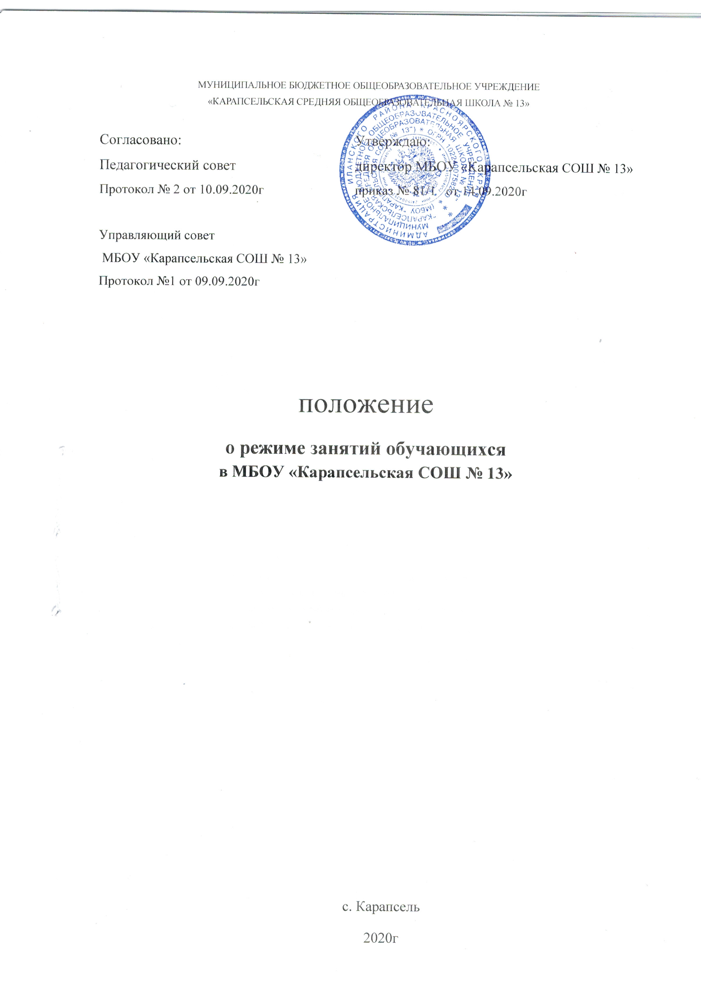 МУНИЦИПАЛЬНОЕ БЮДЖЕТНОЕ ОБЩЕОБРАЗОВАТЕЛЬНОЕ УЧРЕЖДЕНИЕ
«КАРАПСЕЛЬСКАЯ СРЕДНЯЯ ОБЩЕОБРАЗОВАТЕЛЬНАЯ ШКОЛА № 13»
Согласовано:
Педагогический совет
Протокол № 2 от 10.09.2020г
Управляющий совет
МБОУ «Карапсельская СОШ № 13»
Протокол №1 от 09.09.2020г
Утверждаю:
директор МБОУ «Карапсельская СОШ № 13»
приказ № 81/1 от 14.09.2020г
АДМИНИСТРАЦИЯ ИЛАНСКОГО РАЙОНА КРАСНОЯРСКОГО КРАЯ
МУНИЦИПАЛЬНОЕ БЮДЖЕТНОЕ ОБЩЕОБРАЗОВАТЕЛЬНОЕ УЧРЕЖДЕНИЕ
"КАРАПСЕЛЬСКАЯ СРЕДНЯЯ ОБЩЕОБРАЗОВАТЕЛЬНАЯ ШКОЛА № 13"
(МБОУ "КАРАПСЕЛЬСКАЯ СОШ № 13") * ОГРН
положение
о режиме занятий обучающихся
в МБОУ «Карапсельская СОШ № 13»
с. Карапсель
2020г